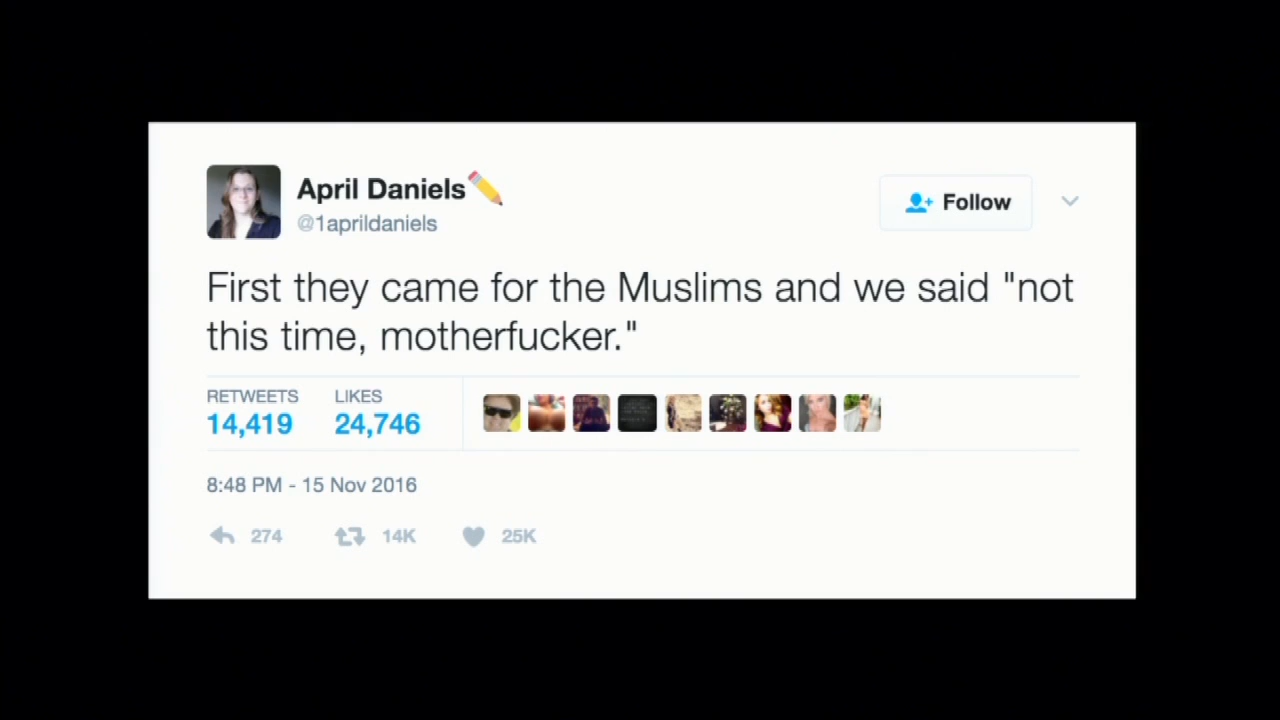 April Daniels✏️
@1aprildaniels
Follow
First they came for the Muslims and we said "not
this time, motherfucker."
RETWEETS LIKES
14,419 24,746
8:48 PM - 15 Nov 2016
274 14K 25K